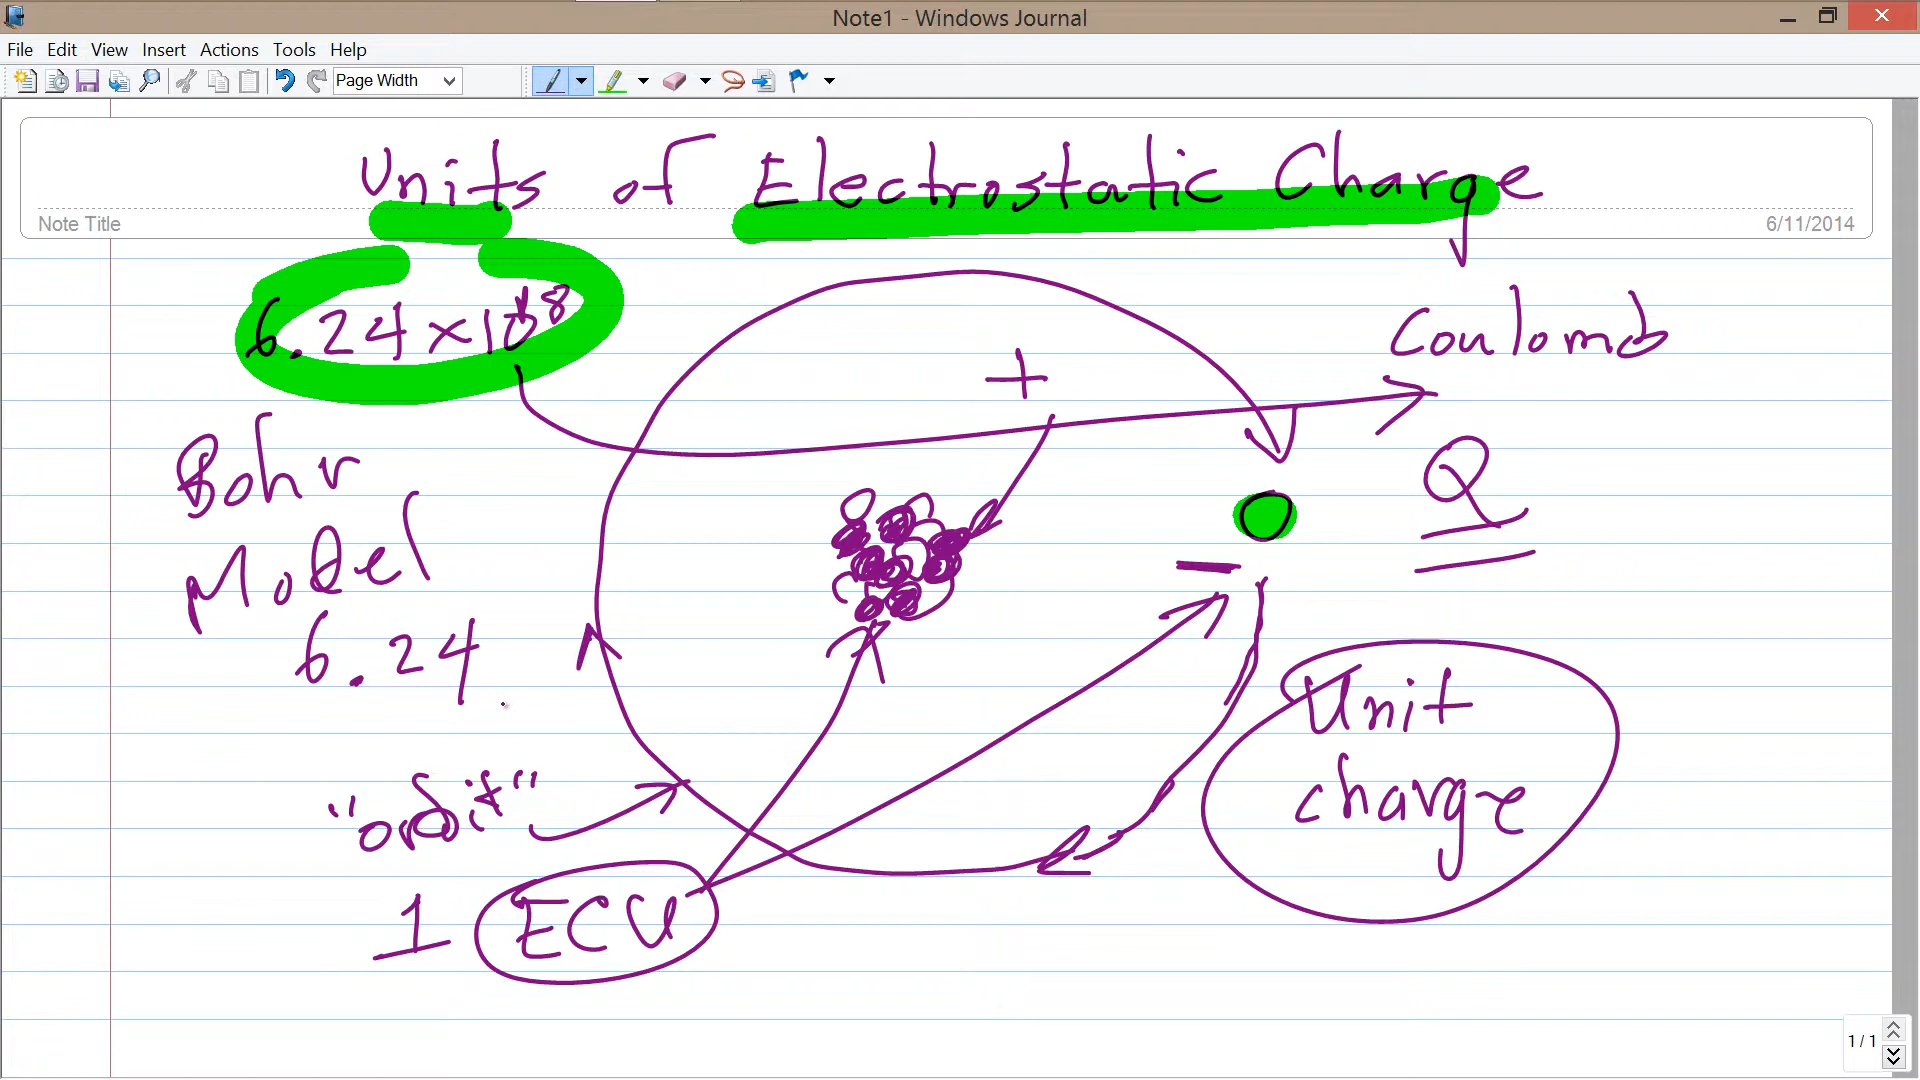 Note1 - Windows Journal
File Edit View Insert Actions Tools Help
Page Width
Units of Electrostatic Charge
Note Title
6/11/2014
6.24 x 10^18
Coulomb
+
Q
Bohr
Model
6.24
−
Unit
charge
"orbit"
1 ECU
1 / 1